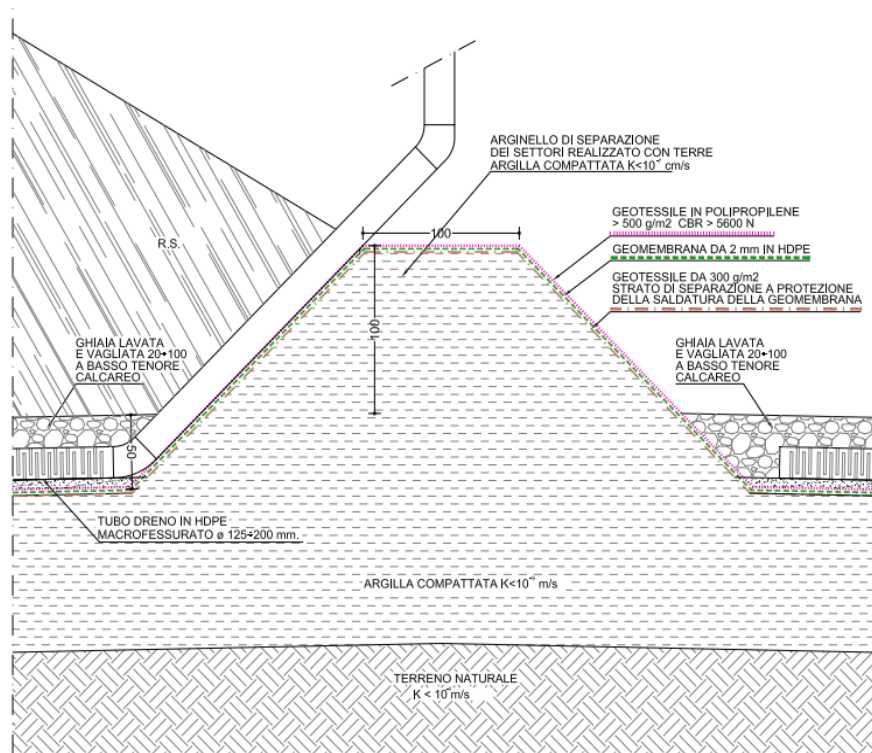 ARGINELLO DI SEPARAZIONE
DEI SETTORI REALIZZATO CON TERRE
ARGILLA COMPATTATA K<10⁻⁷ cm/s
GEOTESSILE IN POLIPROPILENE
> 500 g/m2 CBR > 5600 N
GEOMEMBRANA DA 2 mm IN HDPE
GEOTESSILE DA 300 g/m2
STRATO DI SEPARAZIONE A PROTEZIONE
DELLA SALDATURA DELLA GEOMEMBRANA
R.S.
100
100
GHIAIA LAVATA
E VAGLIATA 20÷100
A BASSO TENORE
CALCAREO
GHIAIA LAVATA
E VAGLIATA 20÷100
A BASSO TENORE
CALCAREO
50
TUBO DRENO IN HDPE
MACROFESSURATO ø 125÷200 mm.
ARGILLA COMPATTATA K<10 m/s
TERRENO NATURALE
K < 10 m/s